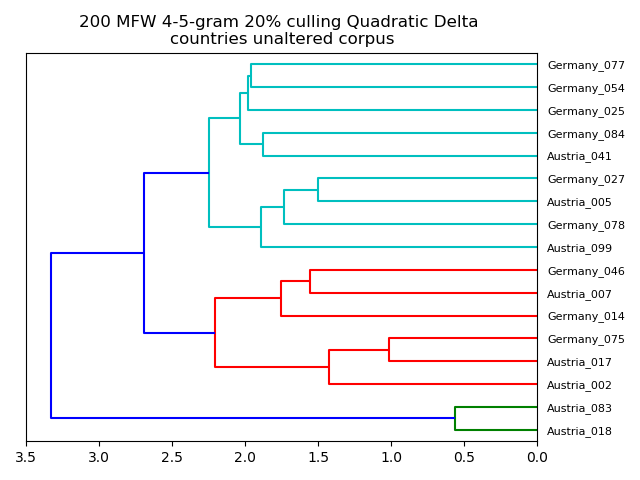 200 MFW 4-5-gram 20% culling Quadratic Delta
countries unaltered corpus
Germany_077
Germany_054
Germany_025
Germany_084
Austria_041
Germany_027
Austria_005
Germany_078
Austria_099
Germany_046
Austria_007
Germany_014
Germany_075
Austria_017
Austria_002
Austria_083
Austria_018
3.5 3.0 2.5 2.0 1.5 1.0 0.5 0.0